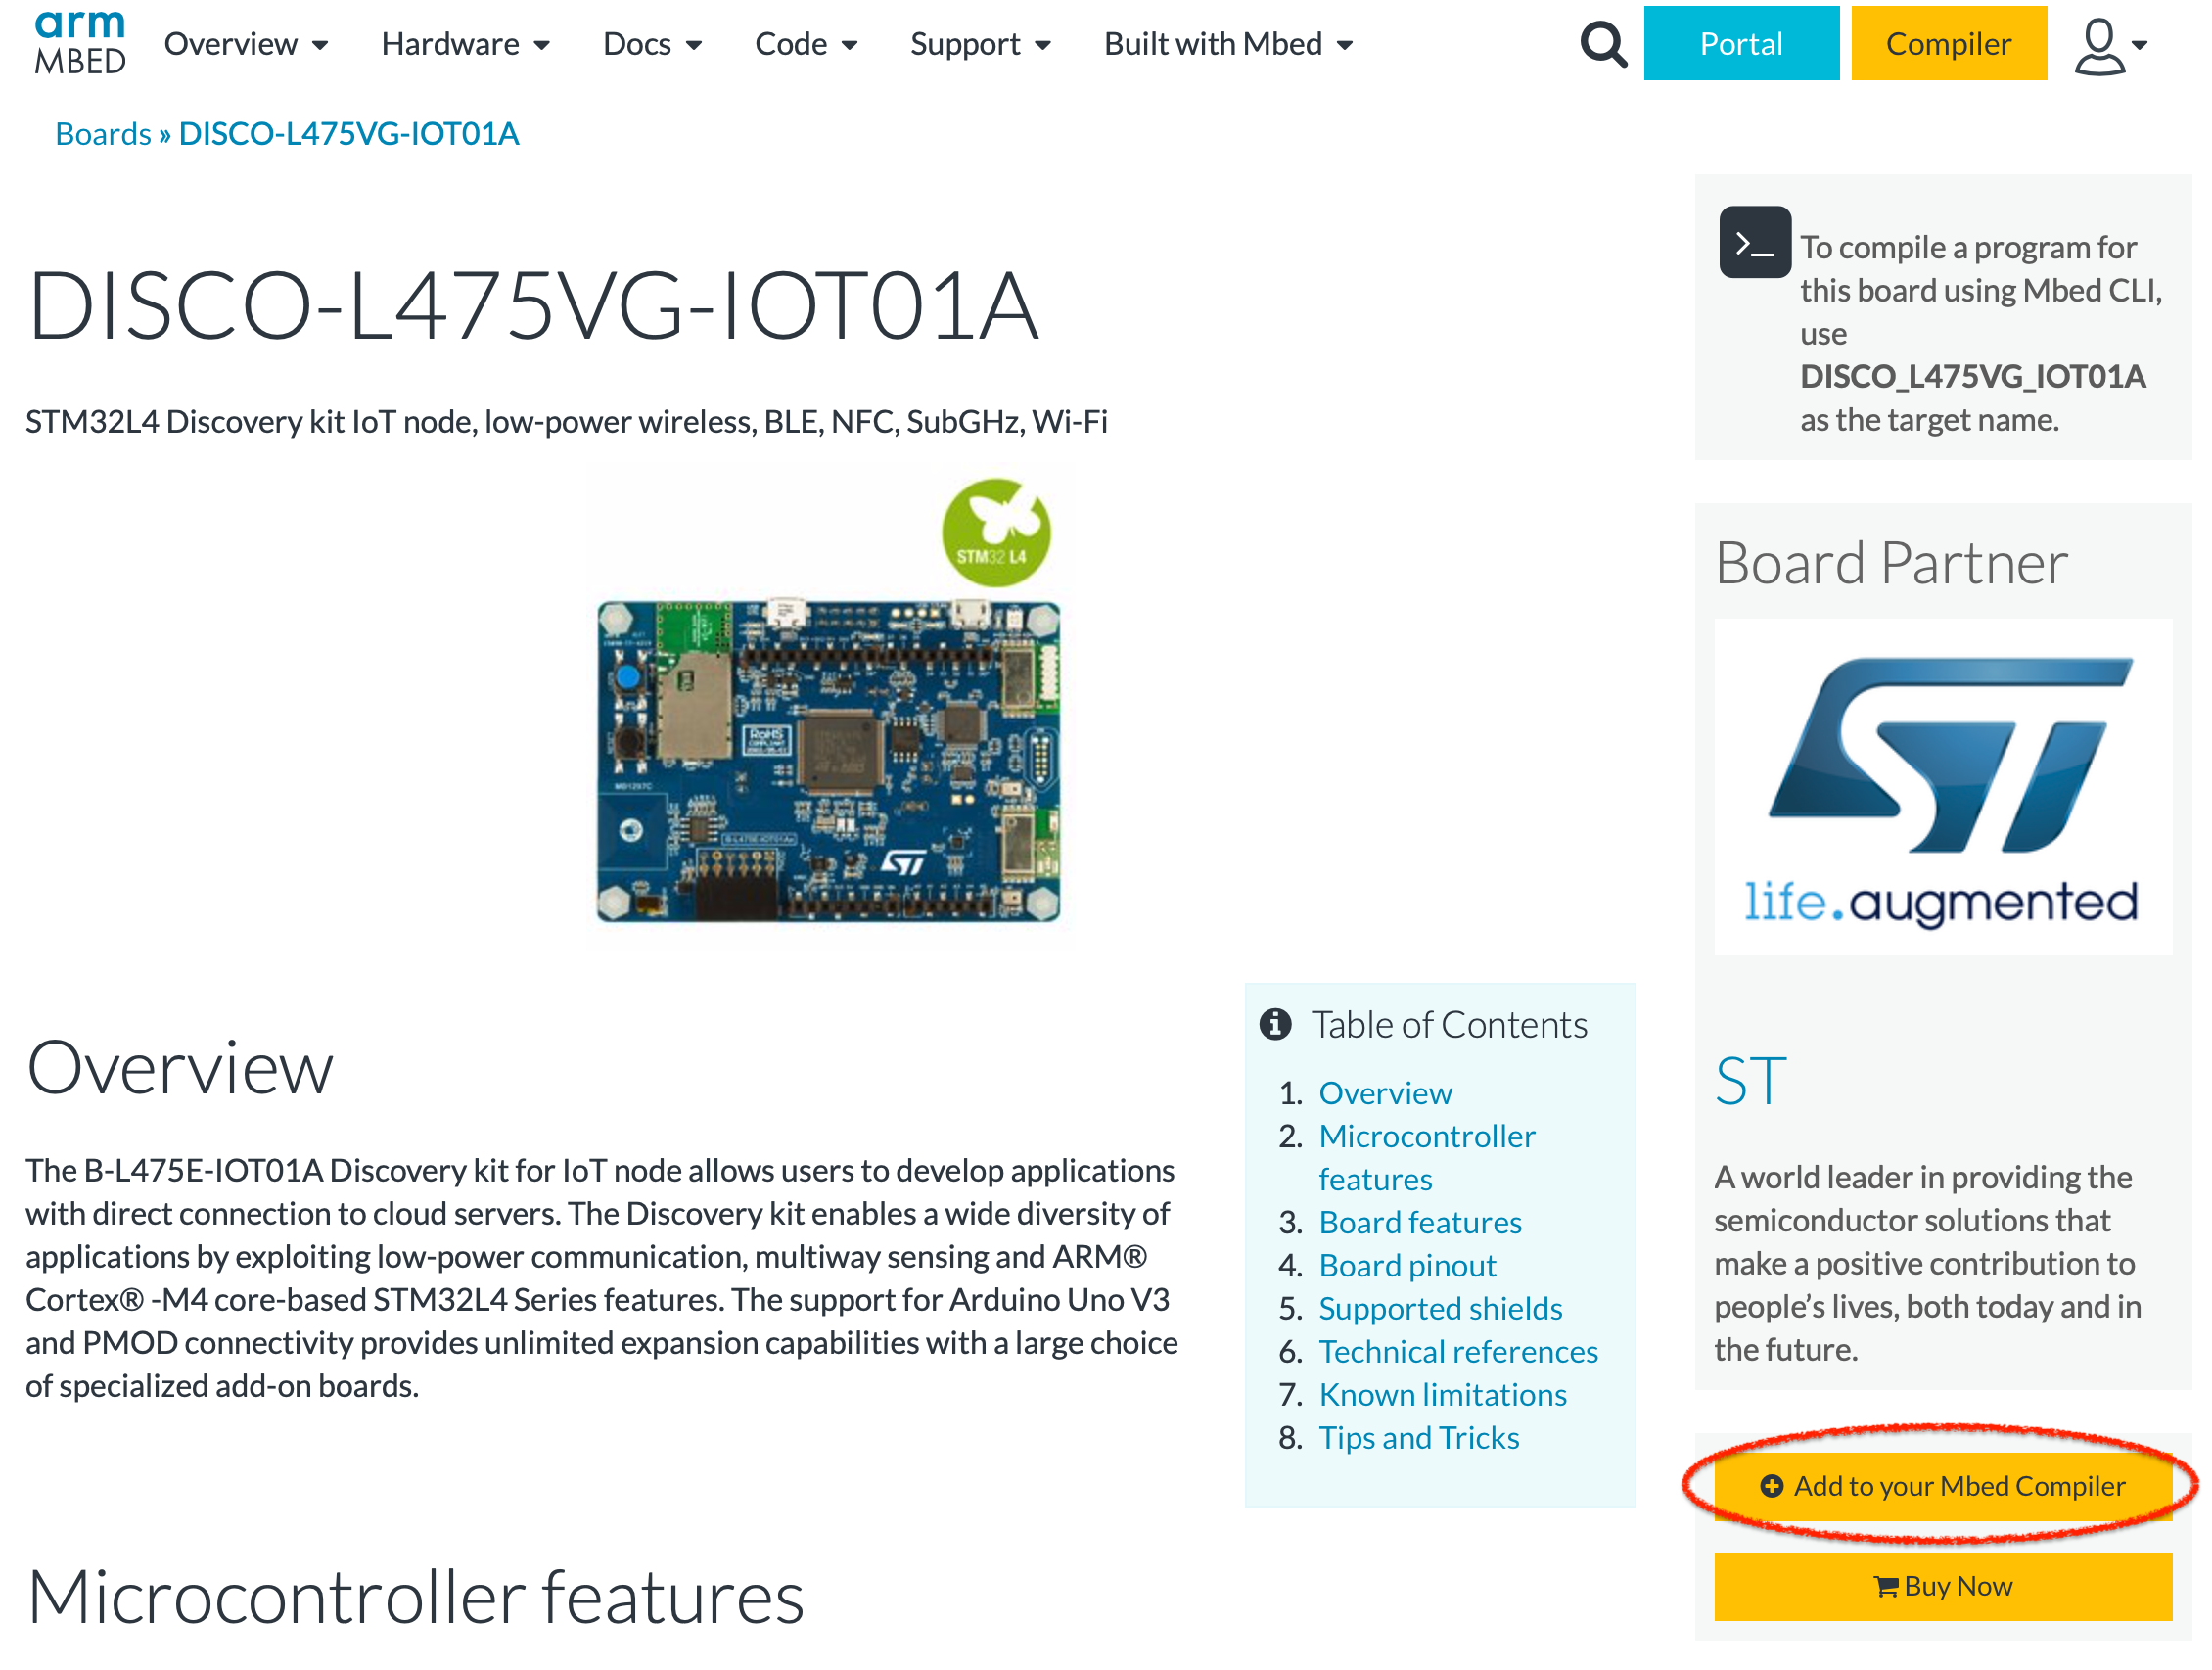 arm
MBED
Overview
Hardware
Docs
Code
Support
Built with Mbed
Portal
Compiler
Boards » DISCO-L475VG-IOT01A
DISCO-L475VG-IOT01A
STM32L4 Discovery kit IoT node, low-power wireless, BLE, NFC, SubGHz, Wi-Fi
STM32 L4
RoHS
COMPLIANT
ST
Overview
The B-L475E-IOT01A Discovery kit for IoT node allows users to develop applications
with direct connection to cloud servers. The Discovery kit enables a wide diversity of
applications by exploiting low-power communication, multiway sensing and ARM®
Cortex® -M4 core-based STM32L4 Series features. The support for Arduino Uno V3
and PMOD connectivity provides unlimited expansion capabilities with a large choice
of specialized add-on boards.
Table of Contents
1. Overview
2. Microcontroller
features
3. Board features
4. Board pinout
5. Supported shields
6. Technical references
7. Known limitations
8. Tips and Tricks
Microcontroller features
>_
To compile a program for
this board using Mbed CLI,
use
DISCO_L475VG_IOT01A
as the target name.
Board Partner
ST
life.augmented
ST
A world leader in providing the
semiconductor solutions that
make a positive contribution to
people's lives, both today and in
the future.
Add to your Mbed Compiler
Buy Now